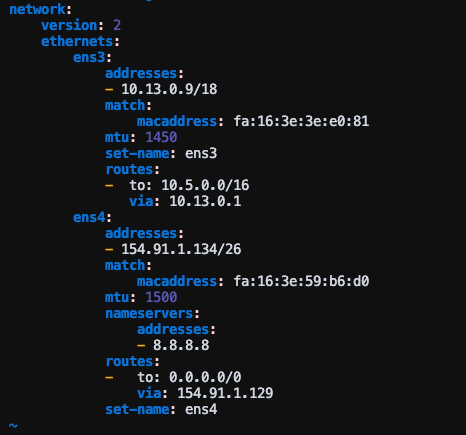 network:
    version: 2
    ethernets:
        ens3:
            addresses:
            - 10.13.0.9/18
            match:
                macaddress: fa:16:3e:3e:e0:81
            mtu: 1450
            set-name: ens3
            routes:
            -  to: 10.5.0.0/16
               via: 10.13.0.1
        ens4:
            addresses:
            - 154.91.1.134/26
            match:
                macaddress: fa:16:3e:59:b6:d0
            mtu: 1500
            nameservers:
                addresses:
                - 8.8.8.8
            routes:
            -   to: 0.0.0.0/0
                via: 154.91.1.129
            set-name: ens4
~